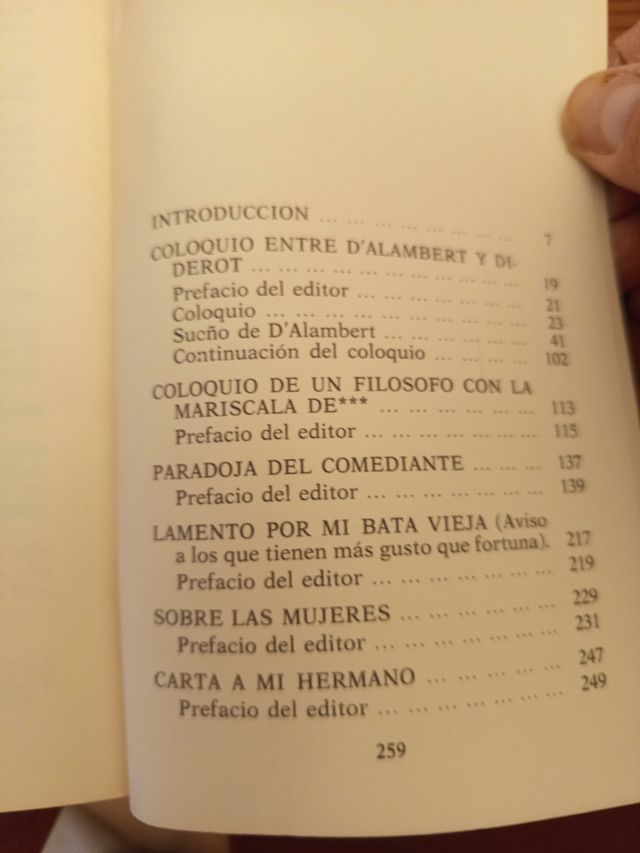 INTRODUCCION ... ... ... ... ... ... ... 7
COLOQUIO ENTRE D'ALAMBERT Y DI-
DEROT ... ... ... ... ... ... ... ... ... ... 19
Prefacio del editor ... ... ... ... ... ... 21
Coloquio ... ... ... ... ... ... ... ... ... ... 23
Sueño de D'Alambert ... ... ... ... ... 41
Continuación del coloquio ... ... ... ... 102
COLOQUIO DE UN FILOSOFO CON LA
MARISCALA DE*** ... ... ... ... ... ... 113
Prefacio del editor ... ... ... ... ... ... 115
PARADOJA DEL COMEDIANTE ... ... ... 137
Prefacio del editor ... ... ... ... ... ... 139
LAMENTO POR MI BATA VIEJA (Aviso
a los que tienen más gusto que fortuna). 217
Prefacio del editor ... ... ... ... ... ... 219
SOBRE LAS MUJERES ... ... ... ... ... ... 229
Prefacio del editor ... ... ... ... ... ... 231
CARTA A MI HERMANO ... ... ... ... ... 247
Prefacio del editor ... ... ... ... ... ... 249
259